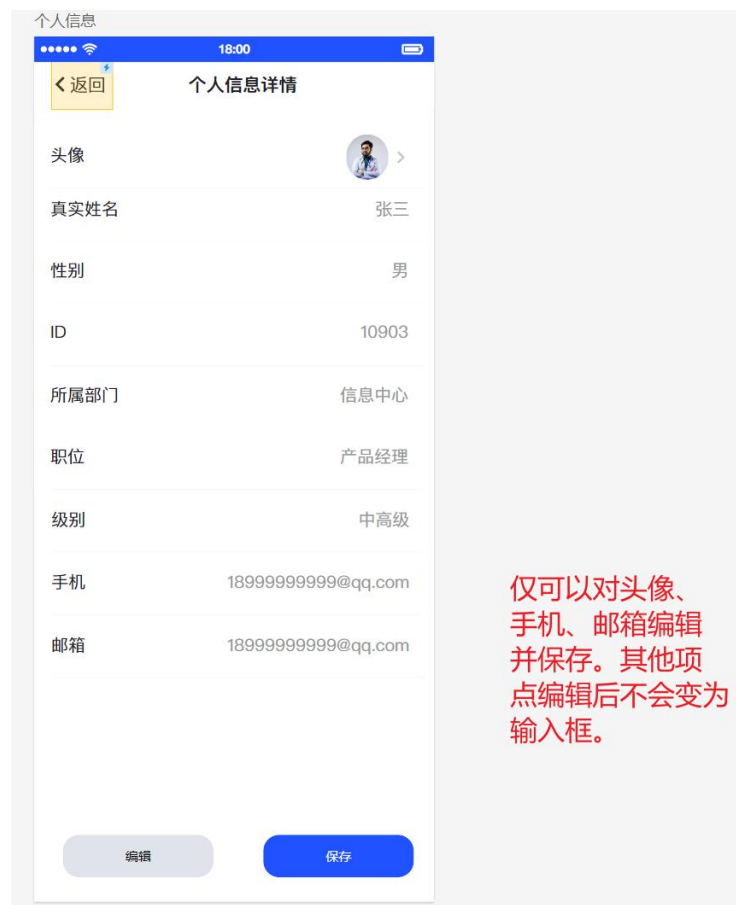 个人信息
18:00
返回 个人信息详情
头像
真实姓名 张三
性别 男
ID 10903
所属部门 信息中心
职位 产品经理
级别 中高级
手机 18999999999@qq.com
邮箱 18999999999@qq.com
仅可以对头像、
手机、邮箱编辑
并保存。其他项
点编辑后不会变为
输入框。
编辑 保存